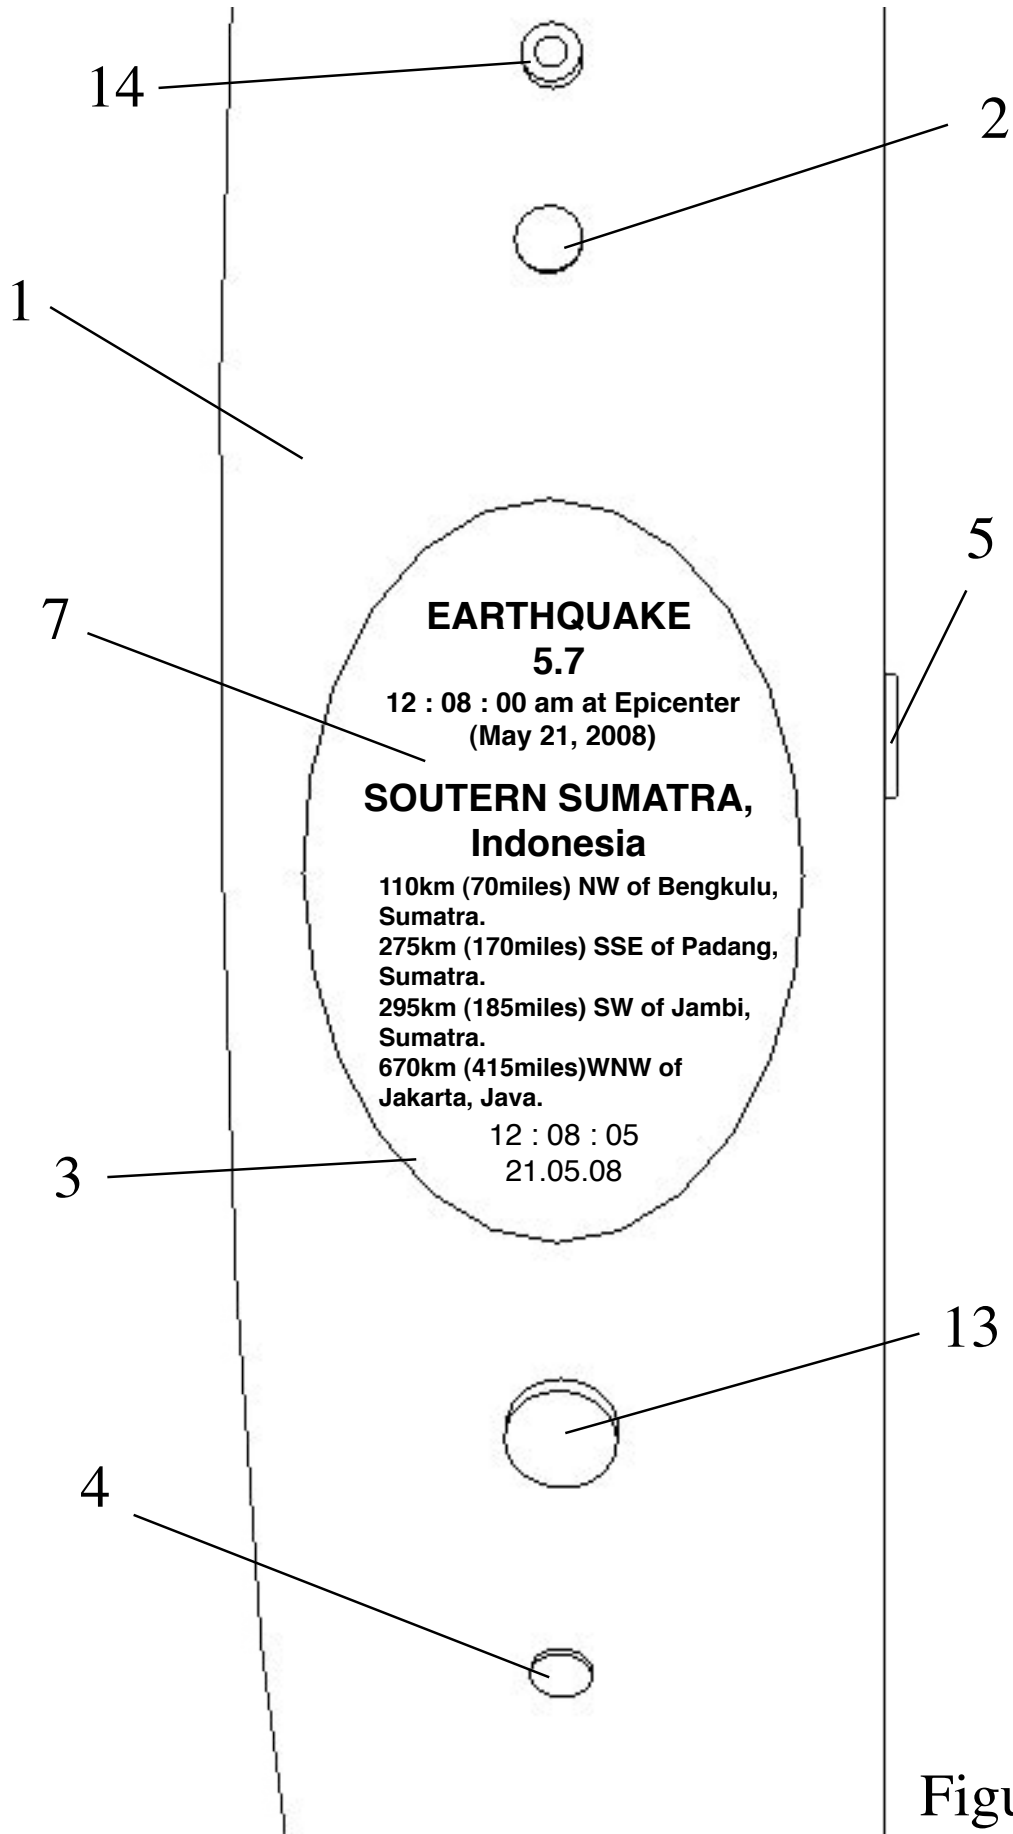 14
2
1
5
7
EARTHQUAKE
5.7
12 : 08 : 00 am at Epicenter
(May 21, 2008)
SOUTERN SUMATRA,
Indonesia
110km (70miles) NW of Bengkulu,
Sumatra.
275km (170miles) SSE of Padang,
Sumatra.
295km (185miles) SW of Jambi,
Sumatra.
670km (415miles)WNW of
Jakarta, Java.
12 : 08 : 05
21.05.08
3
13
4
Figu